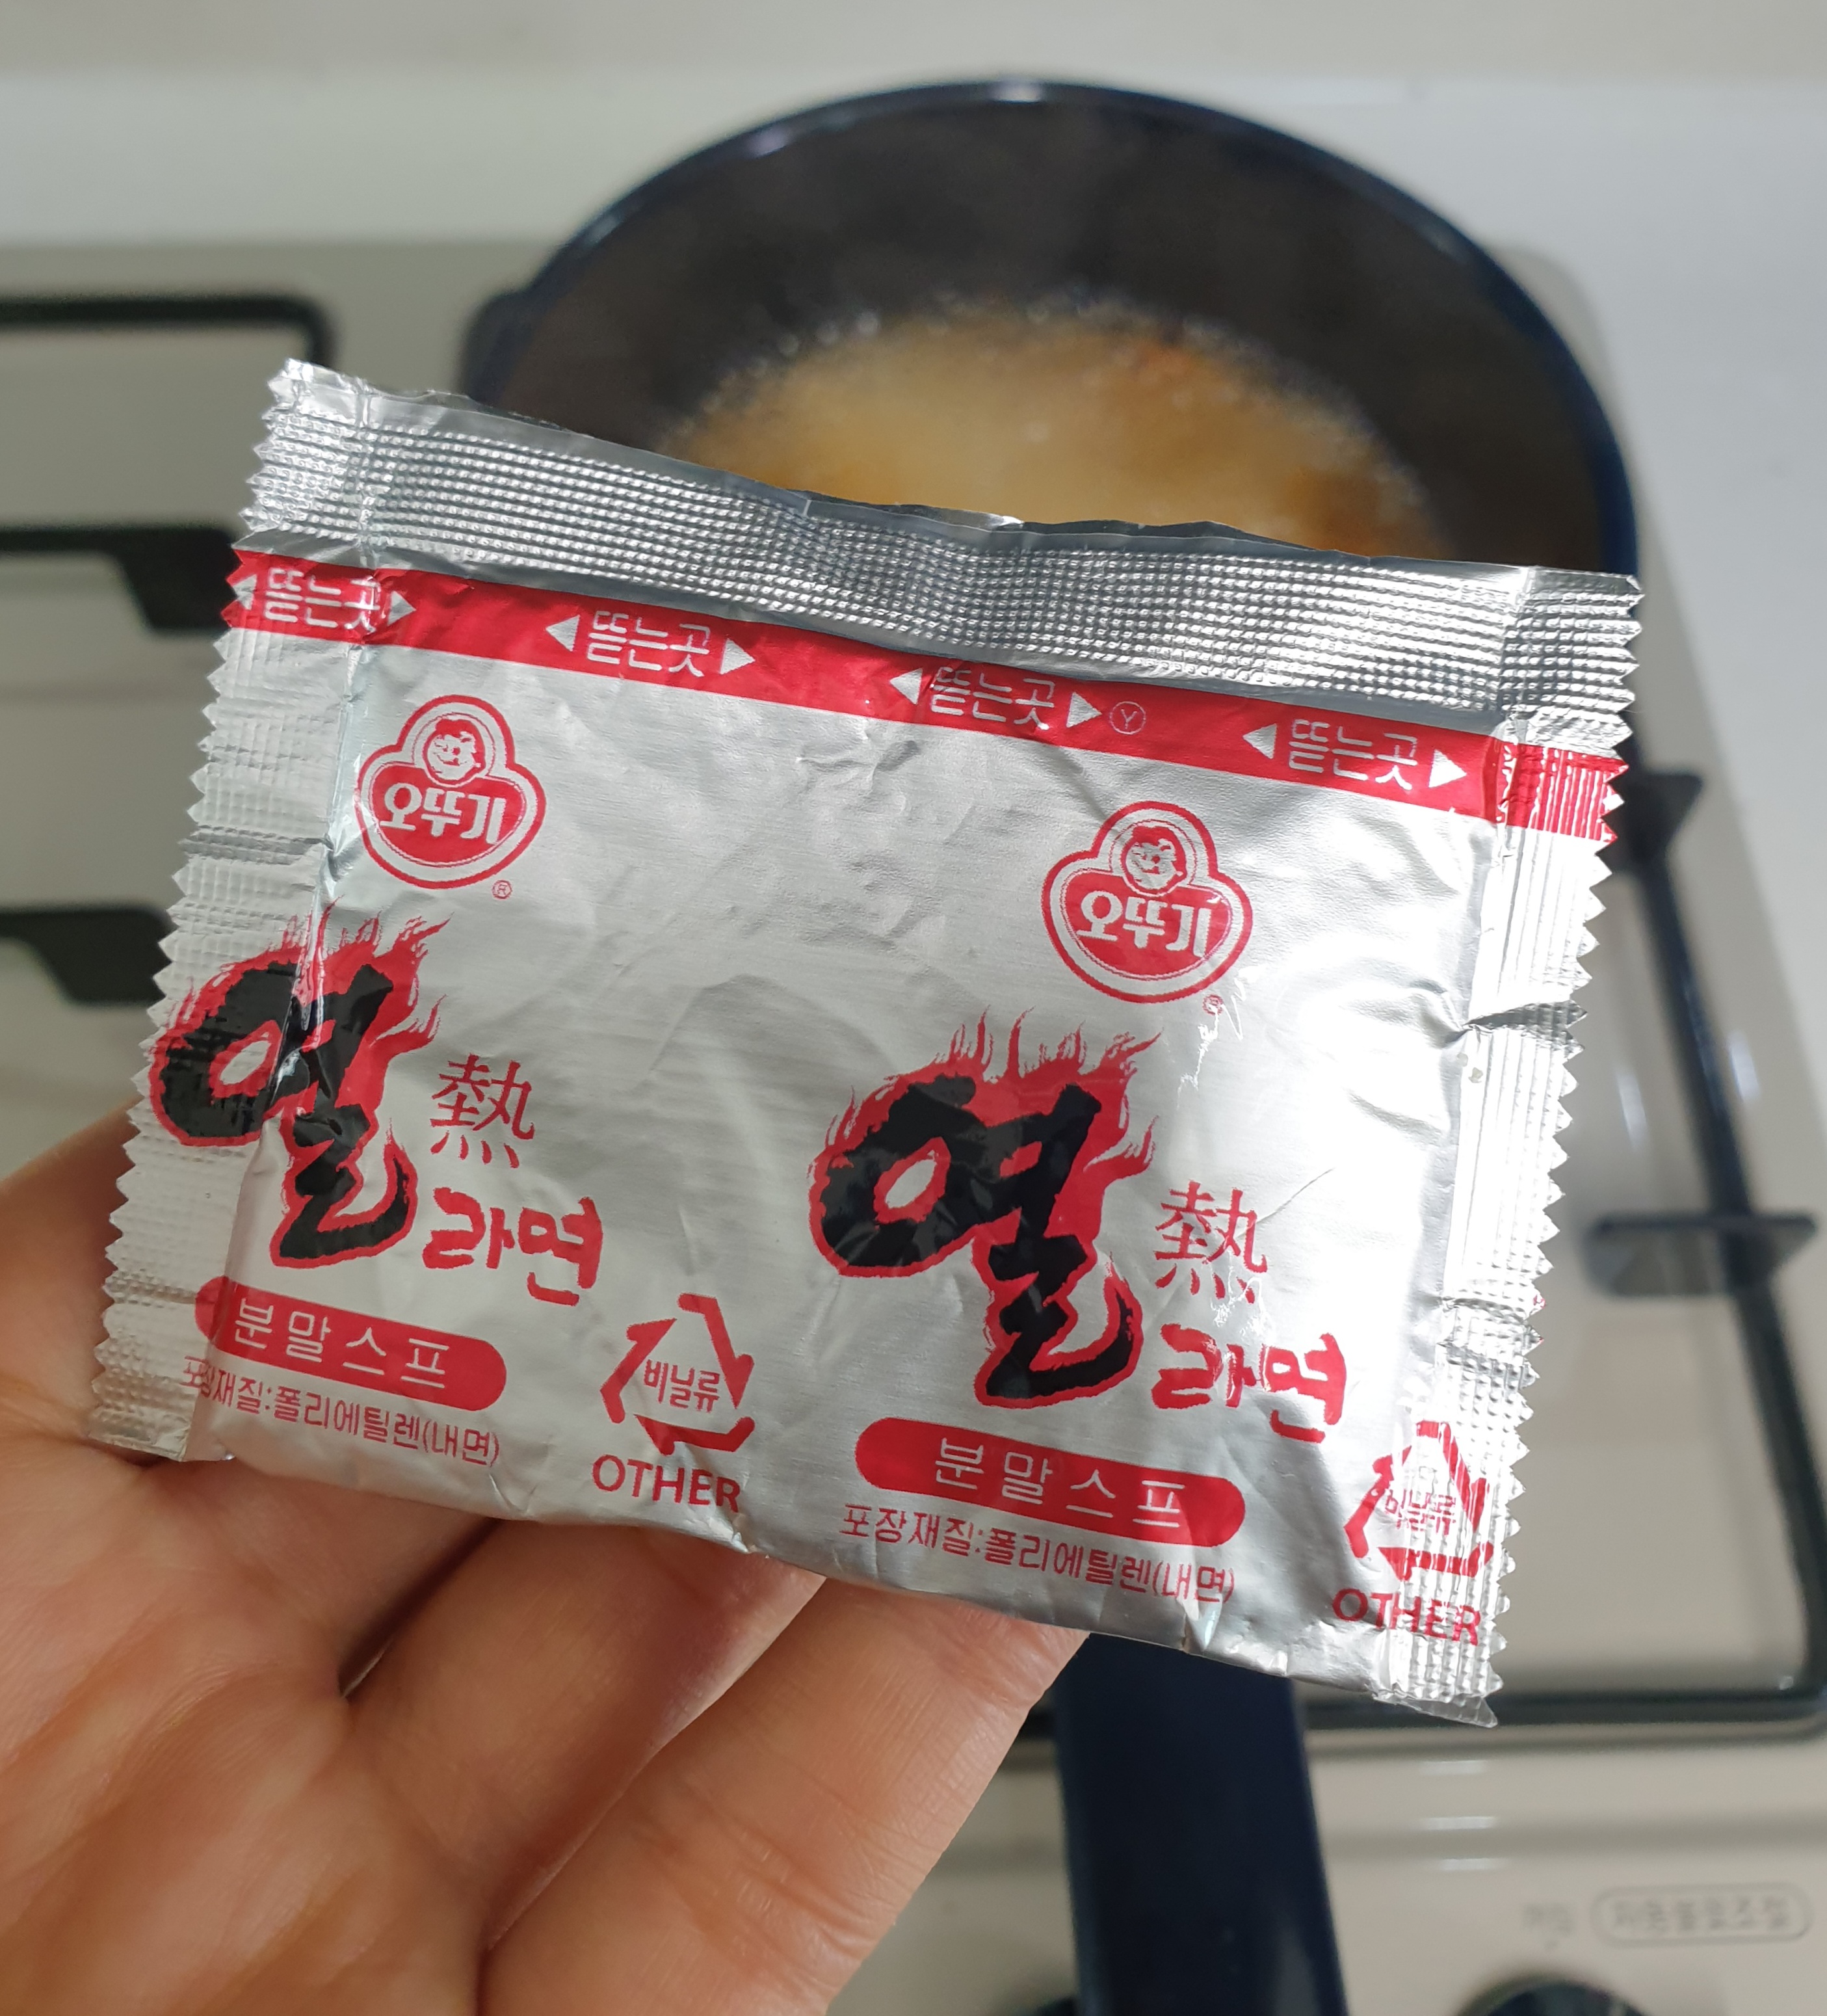 ◀뜯는곳▶ ◀뜯는곳▶ ◀뜯는곳▶ Ⓨ ◀뜯는곳▶
오뚜기®
열
熱
라면
분말스프
포장재질:폴리에틸렌(내면)
비닐류
OTHER
오뚜기®
열
熱
라면
분말스프
포장재질:폴리에틸렌(내면)
비닐류
OTHER